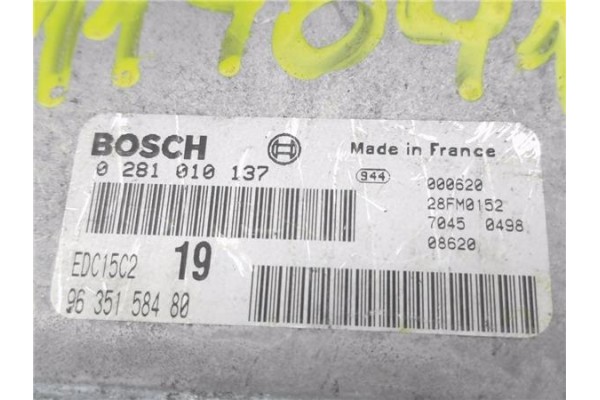 BOSCH
0 281 010 137
EDC15C2 19
96 351 584 80
Made in France
944 000620
28FM0152
7045 0498
08620